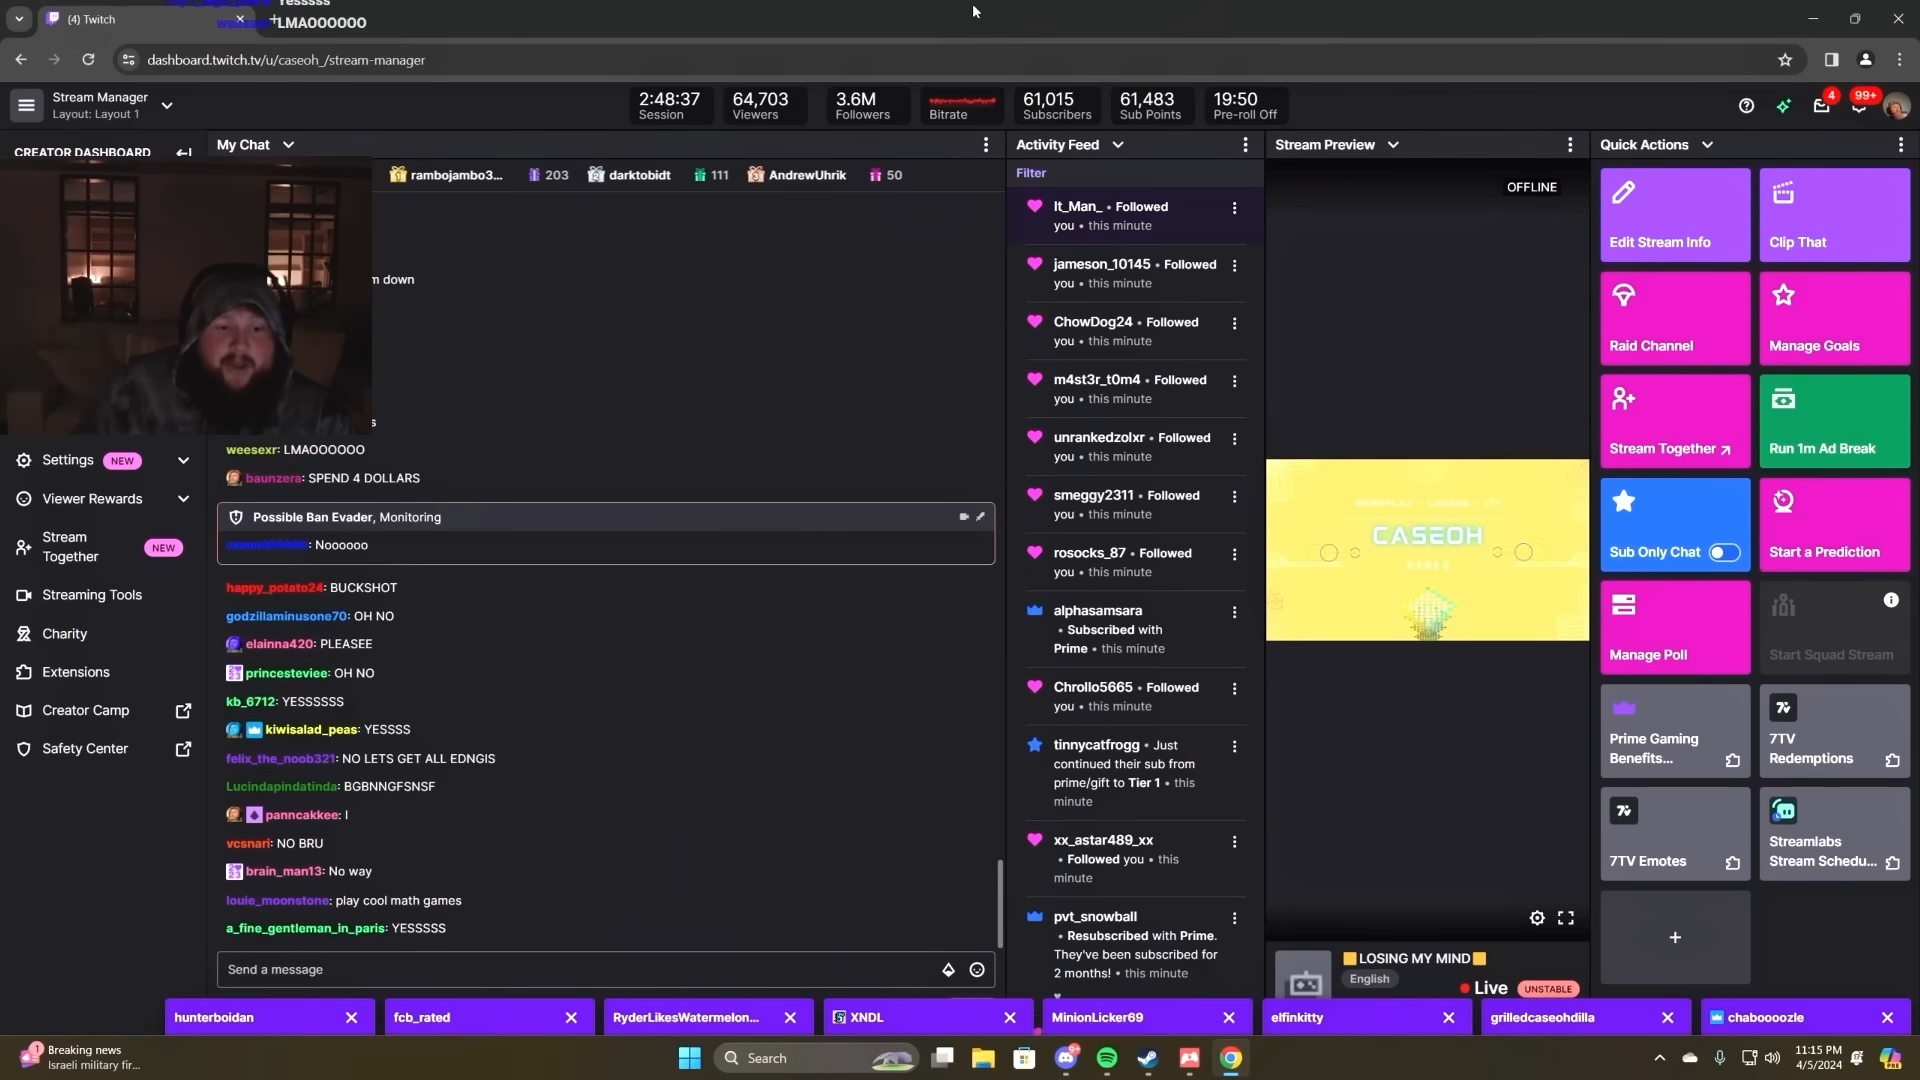 Yesssss
(4) Twitch
LMAOOOOOO
dashboard.twitch.tv/u/caseoh_/stream-manager
Stream Manager
Layout: Layout 1
2:48:37
Session
64,703
Viewers
3.6M
Followers
Bitrate
61,015
Subscribers
61,483
Sub Points
19:50
Pre-roll Off
4
99+
CREATOR DASHBOARD
Settings NEW
Viewer Rewards
Stream
Together NEW
Streaming Tools
Charity
Extensions
Creator Camp
Safety Center
My Chat
rambojambo3... 203 darktobidt 111 AndrewUhrik 50
m down
s
weesexr: LMAOOOOOO
baunzera: SPEND 4 DOLLARS
Possible Ban Evader, Monitoring
: Noooooo
happy_potato24: BUCKSHOT
godzillaminusone70: OH NO
elainna420: PLEASEE
princesteviee: OH NO
kb_6712: YESSSSSS
kiwisalad_peas: YESSSS
felix_the_noob321: NO LETS GET ALL EDNGIS
Lucindapindatinda: BGBNNGFSNSF
panncakkee: I
vcsnari: NO BRU
brain_man13: No way
louie_moonstone: play cool math games
a_fine_gentleman_in_paris: YESSSSS
Send a message
Activity Feed
Filter
It_Man_ • Followed
you • this minute
jameson_10145 • Followed
you • this minute
ChowDog24 • Followed
you • this minute
m4st3r_t0m4 • Followed
you • this minute
unrankedzolxr • Followed
you • this minute
smeggy2311 • Followed
you • this minute
rosocks_87 • Followed
you • this minute
alphasamsara
• Subscribed with
Prime • this minute
Chrollo5665 • Followed
you • this minute
tinnycatfrogg • Just
continued their sub from
prime/gift to Tier 1 • this
minute
xx_astar489_xx
• Followed you • this
minute
pvt_snowball
• Resubscribed with Prime.
They've been subscribed for
2 months! • this minute
Stream Preview
OFFLINE
CASEOH
GAMES
LOSING MY MIND
English
Live UNSTABLE
Quick Actions
Edit Stream Info
Clip That
Raid Channel
Manage Goals
Stream Together
Run 1m Ad Break
Sub Only Chat
Start a Prediction
Manage Poll
Start Squad Stream
Prime Gaming
Benefits...
7TV
Redemptions
7TV Emotes
Streamlabs
Stream Schedu...
+
hunterboidan
fcb_rated
RyderLikesWatermelon...
XNDL
MinionLicker69
elfinkitty
grilledcaseohdilla
chaboooozle
1
Breaking news
Israeli military fir...
Search
9+
11:15 PM
4/5/2024
PRE